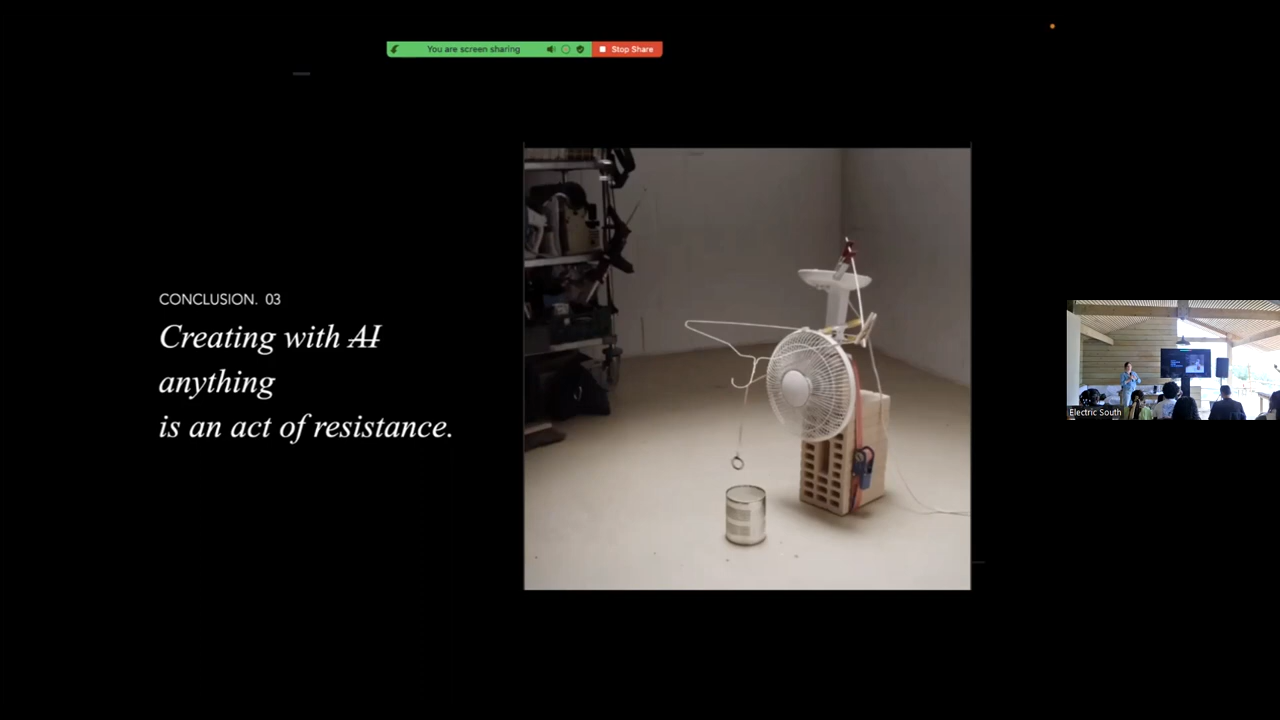 You are screen sharing
Stop Share
CONCLUSION. 03
Creating with AI
anything
is an act of resistance.
Electric South